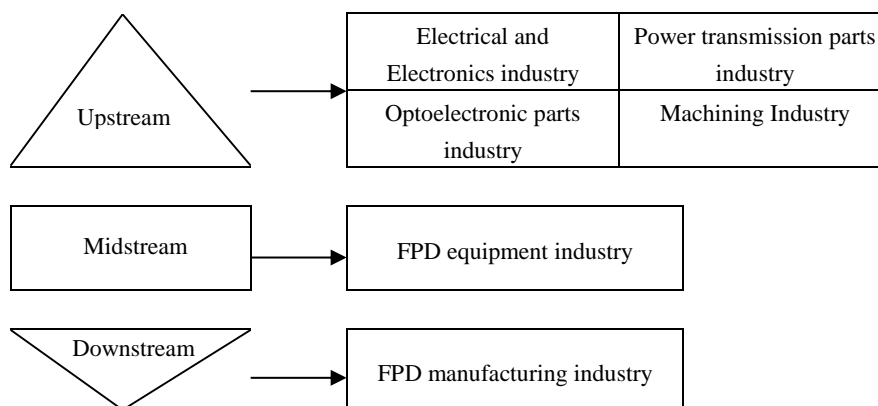 Upstream
Electrical and
Electronics industry
Power transmission parts
industry
Optoelectronic parts
industry
Machining Industry
Midstream
FPD equipment industry
Downstream
FPD manufacturing industry